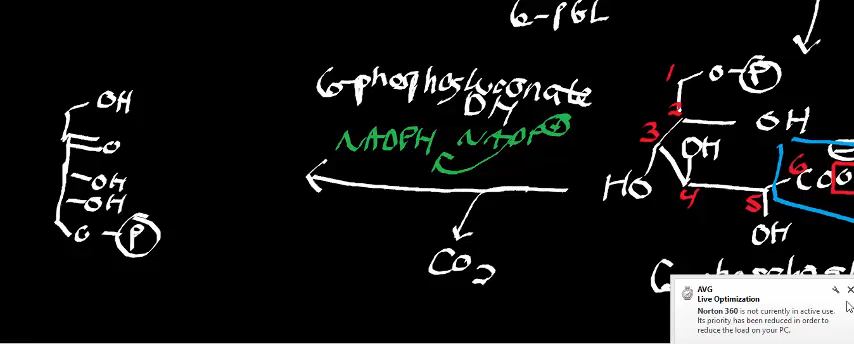 6-PGL
6-phosphogluconate
DH
NADPH NADP+
CO2
OH
O
OH
OH
O-P
1
O-P
2
OH
3
OH
HO
4
5
6
COO
OH
AVG
Live Optimization
Norton 360 is not currently in active use.
Its priority has been reduced in order to
reduce the load on your PC.